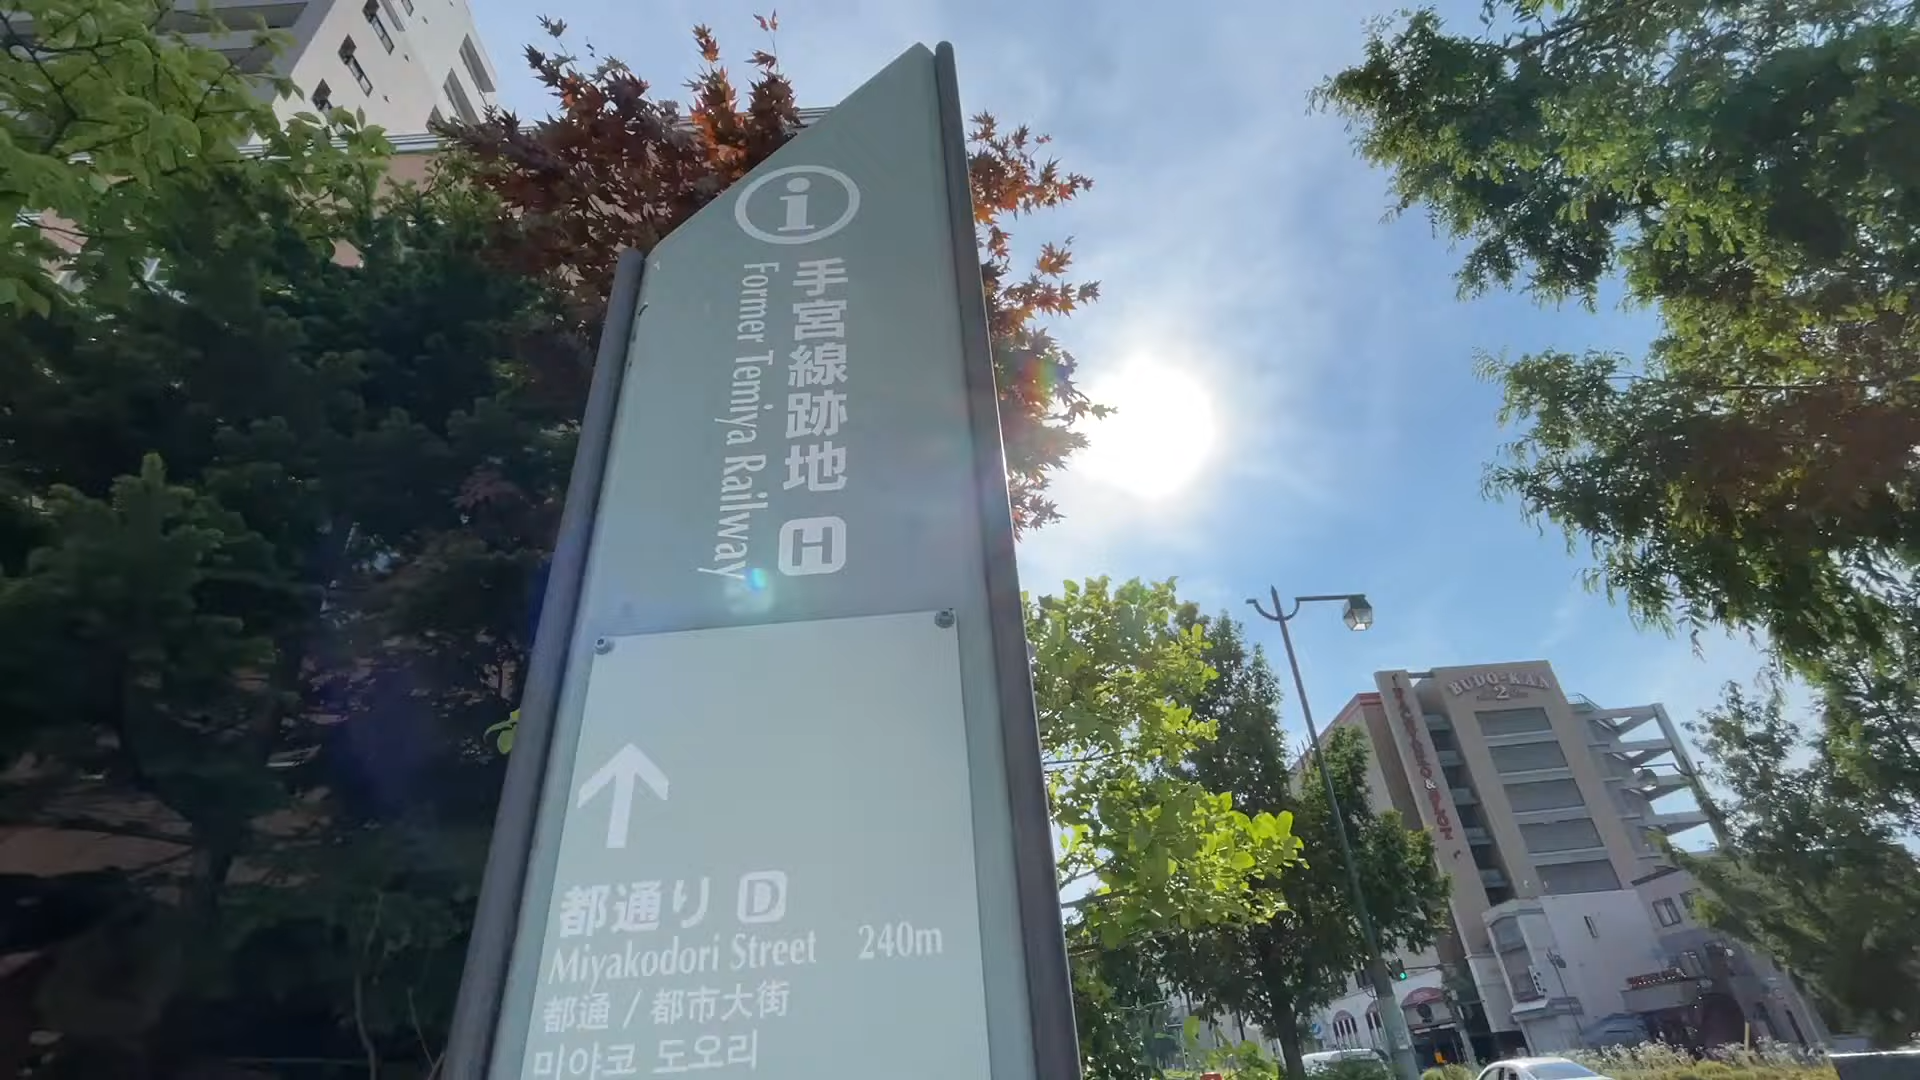 i
手宮線跡地 H
Former Temiya Railway
都通り D
Miyakodori Street 240m
都通 / 都市大街
미야코 도오리
BUDO-KAN
2